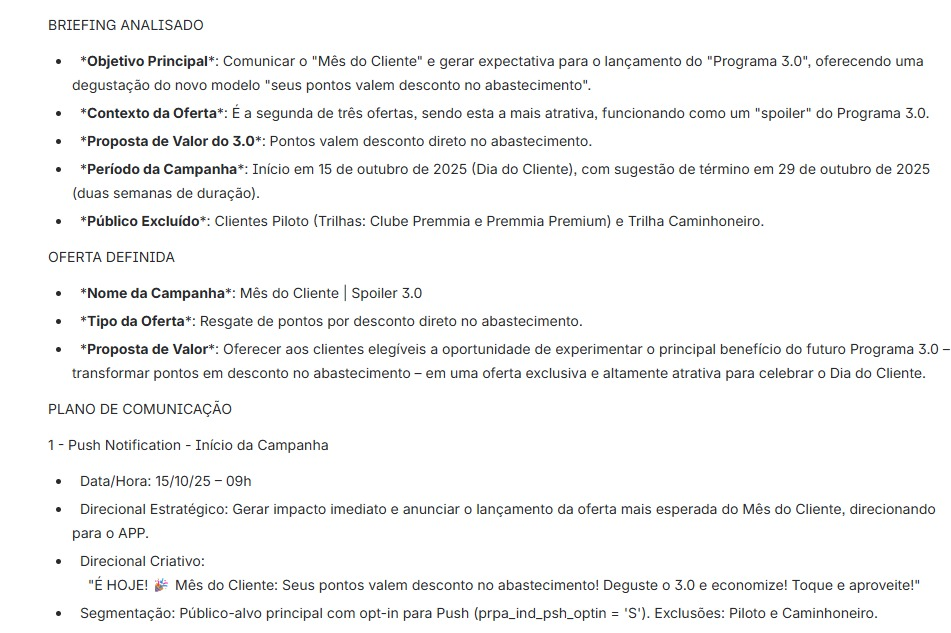 BRIEFING ANALISADO
• *Objetivo Principal*: Comunicar o "Mês do Cliente" e gerar expectativa para o lançamento do "Programa 3.0", oferecendo uma
degustação do novo modelo "seus pontos valem desconto no abastecimento".
• *Contexto da Oferta*: É a segunda de três ofertas, sendo esta a mais atrativa, funcionando como um "spoiler" do Programa 3.0.
• *Proposta de Valor do 3.0*: Pontos valem desconto direto no abastecimento.
• *Período da Campanha*: Início em 15 de outubro de 2025 (Dia do Cliente), com sugestão de término em 29 de outubro de 2025
(duas semanas de duração).
• *Público Excluído*: Clientes Piloto (Trilhas: Clube Premmia e Premmia Premium) e Trilha Caminhoneiro.
OFERTA DEFINIDA
• *Nome da Campanha*: Mês do Cliente | Spoiler 3.0
• *Tipo da Oferta*: Resgate de pontos por desconto direto no abastecimento.
• *Proposta de Valor*: Oferecer aos clientes elegíveis a oportunidade de experimentar o principal benefício do futuro Programa 3.0 –
transformar pontos em desconto no abastecimento – em uma oferta exclusiva e altamente atrativa para celebrar o Dia do Cliente.
PLANO DE COMUNICAÇÃO
1 - Push Notification - Início da Campanha
• Data/Hora: 15/10/25 – 09h
• Direcional Estratégico: Gerar impacto imediato e anunciar o lançamento da oferta mais esperada do Mês do Cliente, direcionando
para o APP.
• Direcional Criativo:
"É HOJE! 🎉 Mês do Cliente: Seus pontos valem desconto no abastecimento! Deguste o 3.0 e economize! Toque e aproveite!"
• Segmentação: Público-alvo principal com opt-in para Push (prpa_ind_psh_optin = 'S'). Exclusões: Piloto e Caminhoneiro.